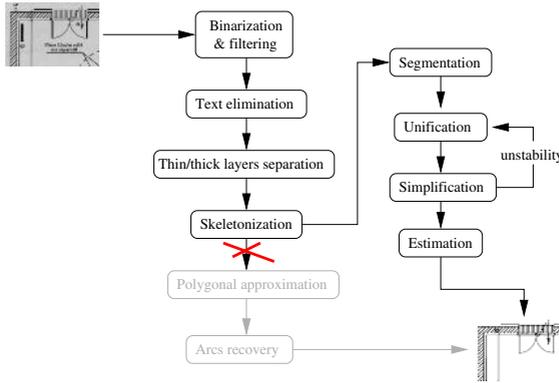 Binarization
& filtering
Text elimination
Thin/thick layers separation
Skeletonization
Polygonal approximation
Arcs recovery
Segmentation
Unification
unstability
Simplification
Estimation